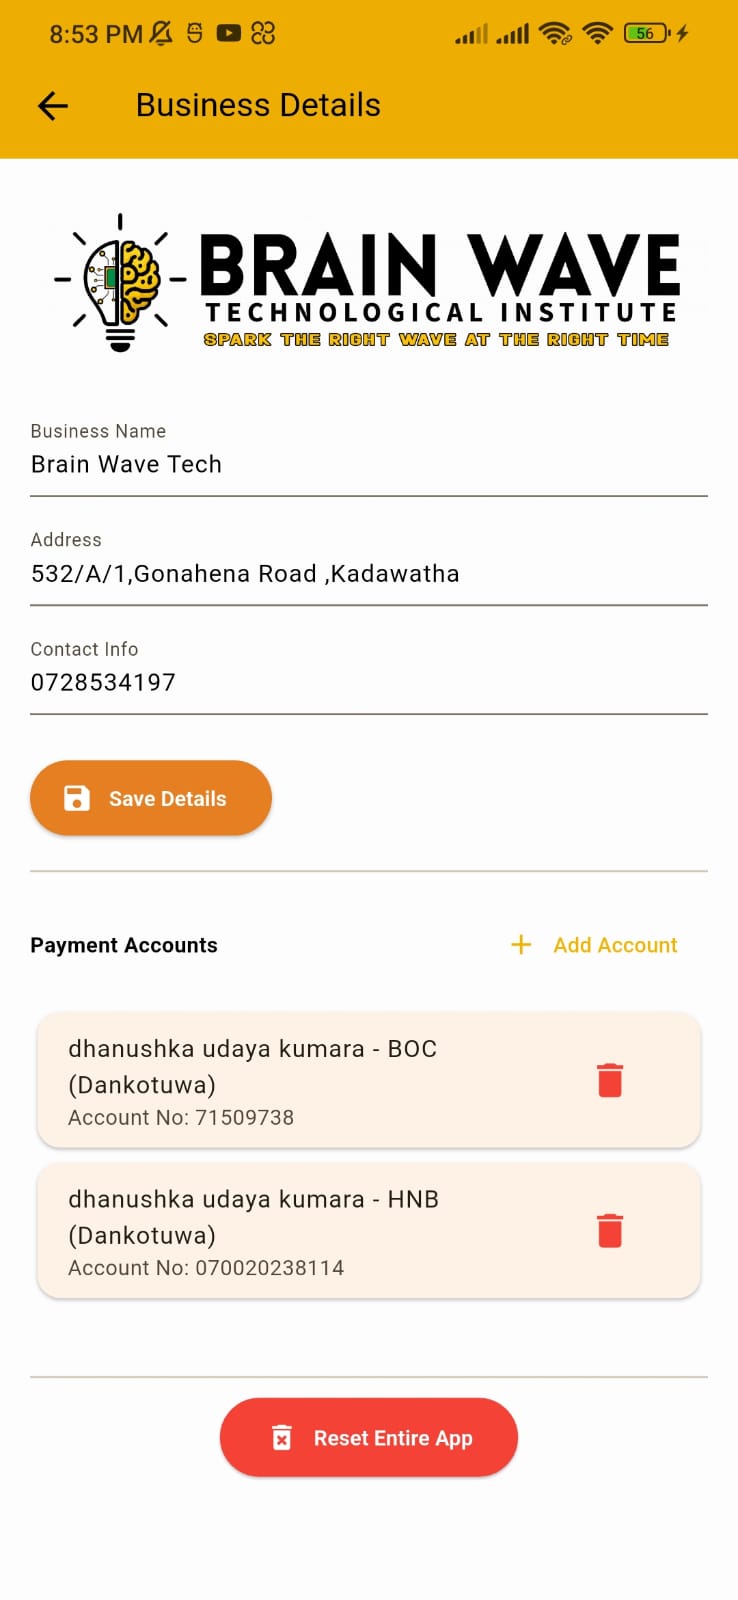 8:53 PM
56
Business Details
BRAIN WAVE
TECHNOLOGICAL INSTITUTE
SPARK THE RIGHT WAVE AT THE RIGHT TIME
Business Name
Brain Wave Tech
Address
532/A/1,Gonahena Road ,Kadawatha
Contact Info
0728534197
Save Details
Payment Accounts
Add Account
dhanushka udaya kumara - BOC
(Dankotuwa)
Account No: 71509738
dhanushka udaya kumara - HNB
(Dankotuwa)
Account No: 070020238114
Reset Entire App